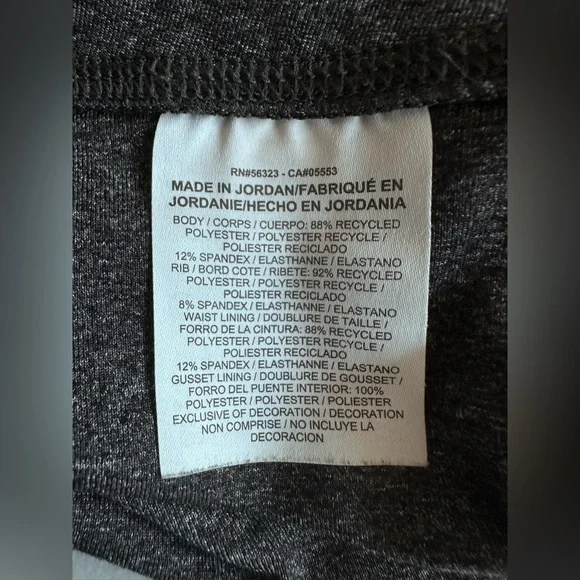 RN#56323 - CA#05553
MADE IN JORDAN/FABRIQUÉ EN
JORDANIE/HECHO EN JORDANIA
BODY / CORPS / CUERPO: 88% RECYCLED
POLYESTER / POLYESTER RECYCLE /
POLIESTER RECICLADO
12% SPANDEX / ELASTHANNE / ELASTANO
RIB / BORD COTE / RIBETE: 92% RECYCLED
POLYESTER / POLYESTER RECYCLE /
POLIESTER RECICLADO
8% SPANDEX / ELASTHANNE / ELASTANO
WAIST LINING / DOUBLURE DE TAILLE /
FORRO DE LA CINTURA: 88% RECYCLED
POLYESTER / POLYESTER RECYCLE /
POLIESTER RECICLADO
12% SPANDEX / ELASTHANNE / ELASTANO
GUSSET LINING / DOUBLURE DE GOUSSET /
FORRO DEL PUENTE INTERIOR: 100%
POLYESTER / POLYESTER / POLIESTER
EXCLUSIVE OF DECORATION / DECORATION
NON COMPRISE / NO INCLUYE LA
DECORACION